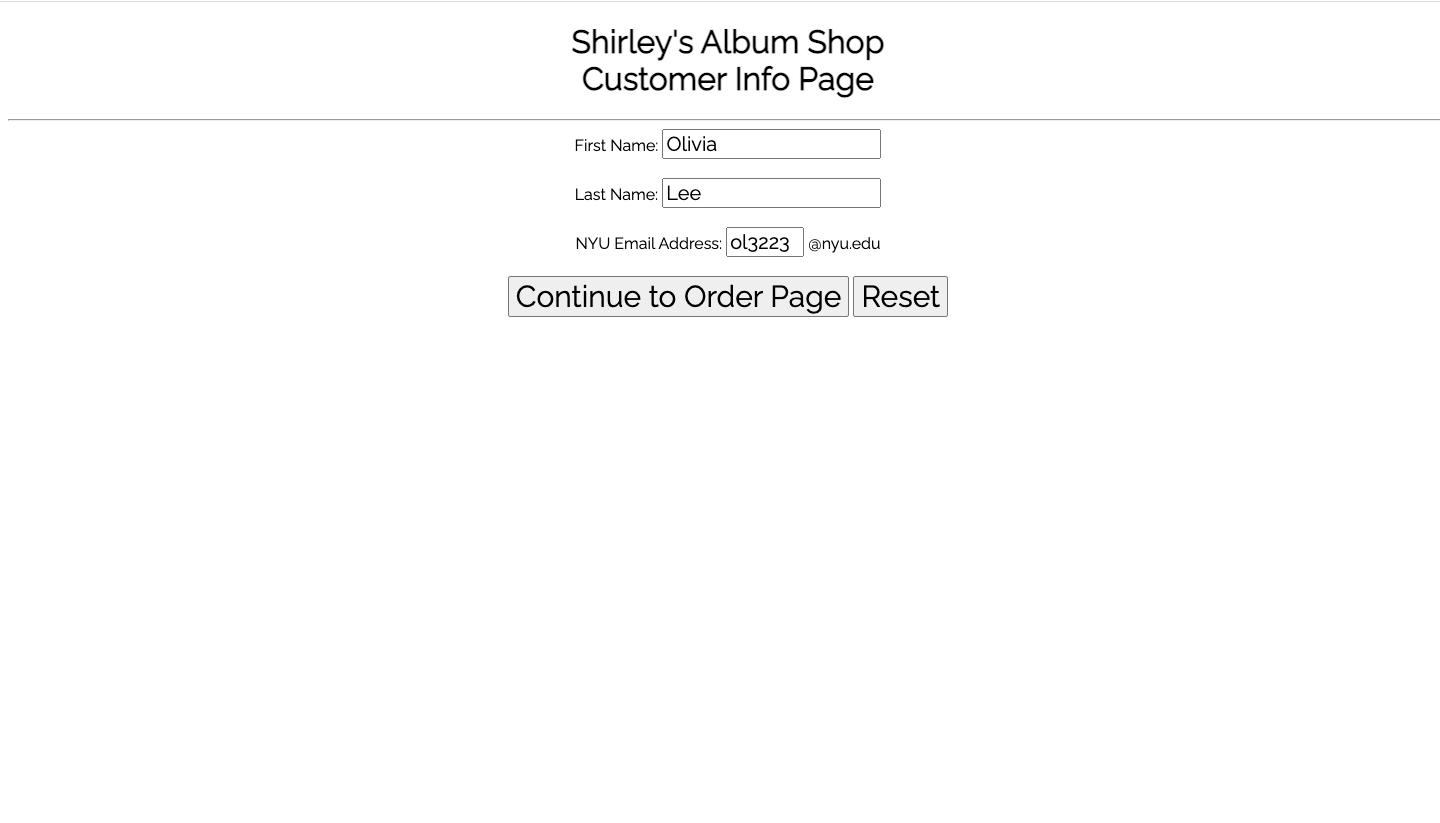 Shirley's Album Shop
Customer Info Page
First Name: Olivia
Last Name: Lee
NYU Email Address: ol3223 @nyu.edu
Continue to Order Page Reset